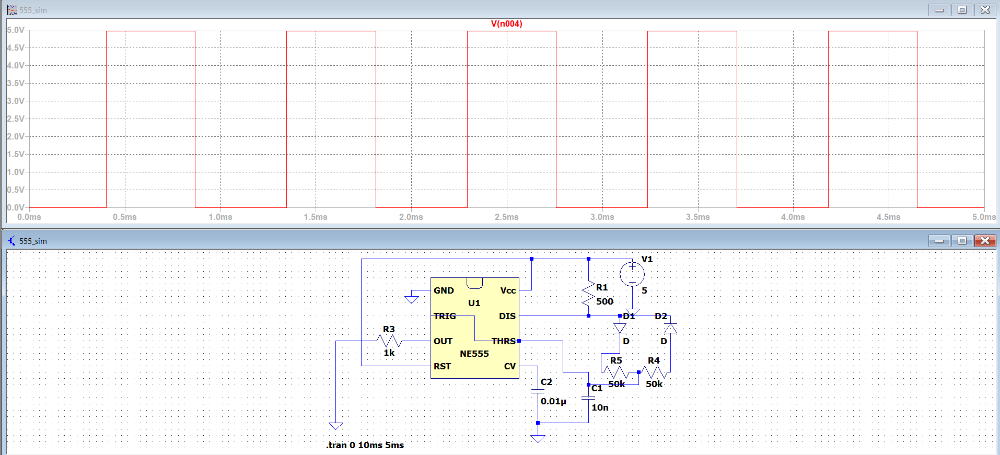 555_sim
V(n004)
5.0V
4.5V
4.0V
3.5V
3.0V
2.5V
2.0V
1.5V
1.0V
0.5V
0.0V
0.0ms 0.5ms 1.0ms 1.5ms 2.0ms 2.5ms 3.0ms 3.5ms 4.0ms 4.5ms 5.0ms
555_sim
V1
5
R1
500
GND Vcc
U1
TRIG DIS
D1 D2
D D
R3
1k
OUT THRS
NE555
RST CV
R5 R4
50k 50k
C2
0.01µ
C1
10n
.tran 0 10ms 5ms